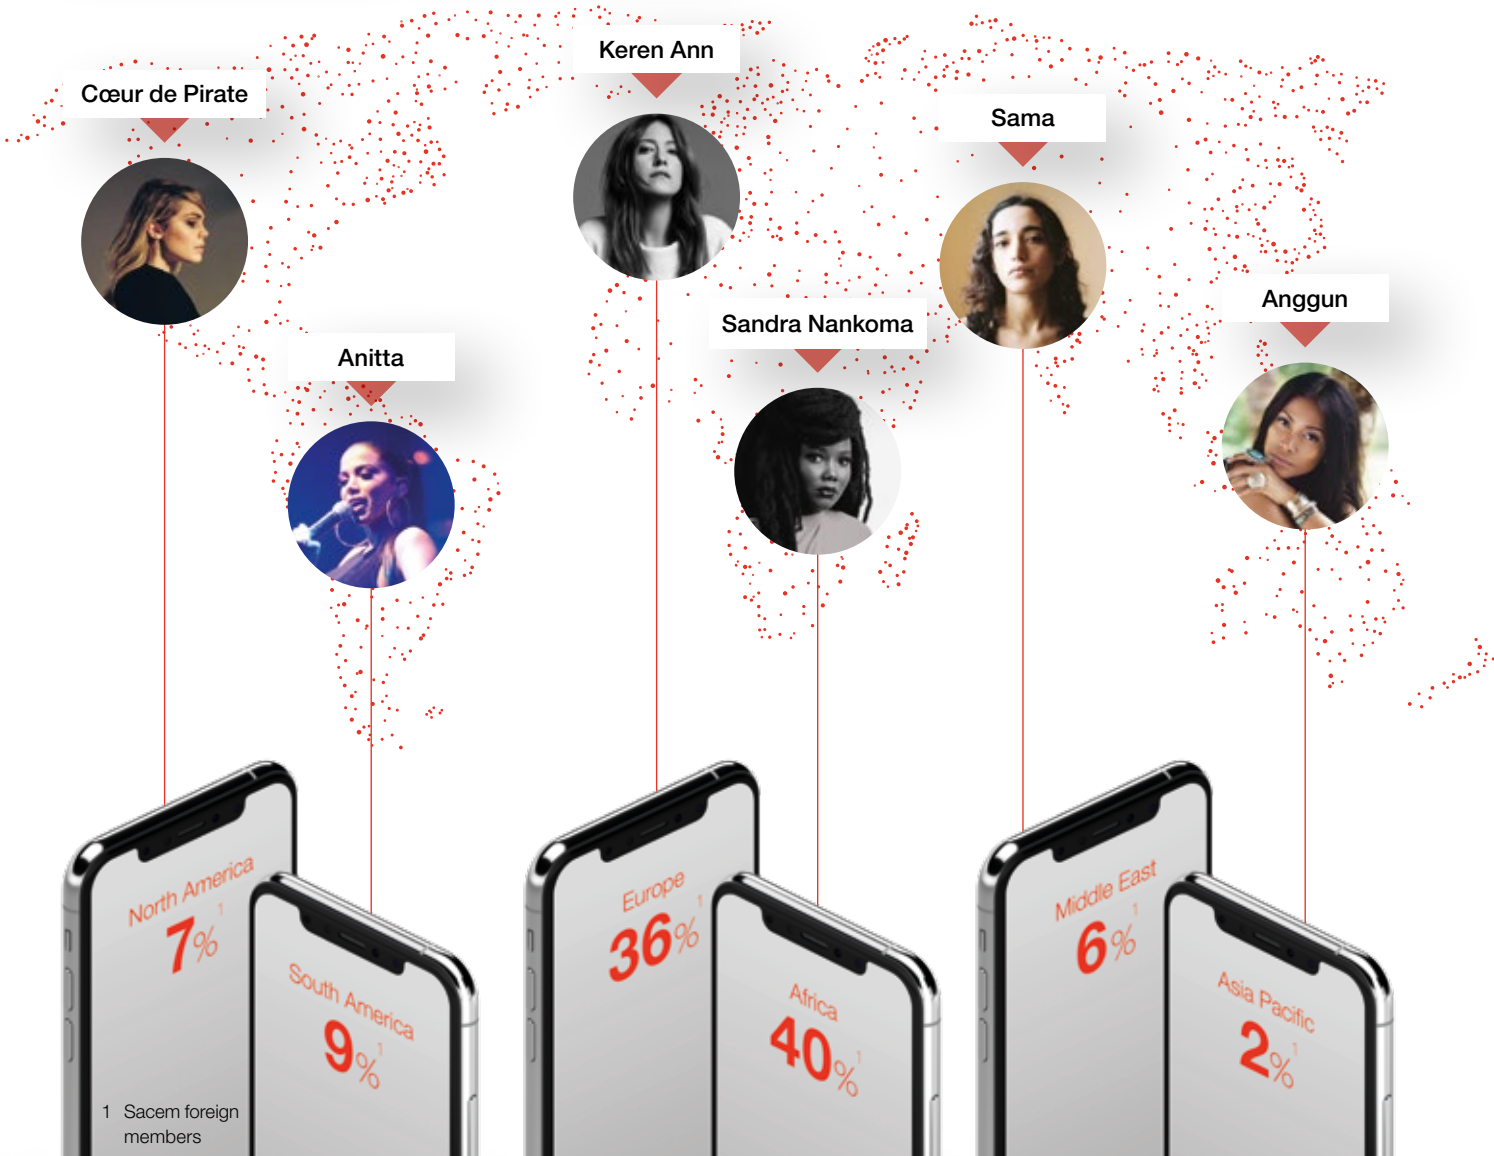 Keren Ann
Cœur de Pirate
Sama
Anggun
Sandra Nankoma
Anitta
North America
7%¹
South America
9%¹
Europe
36%¹
Africa
40%¹
Middle East
6%¹
Asia Pacific
2%¹
1 Sacem foreign
members